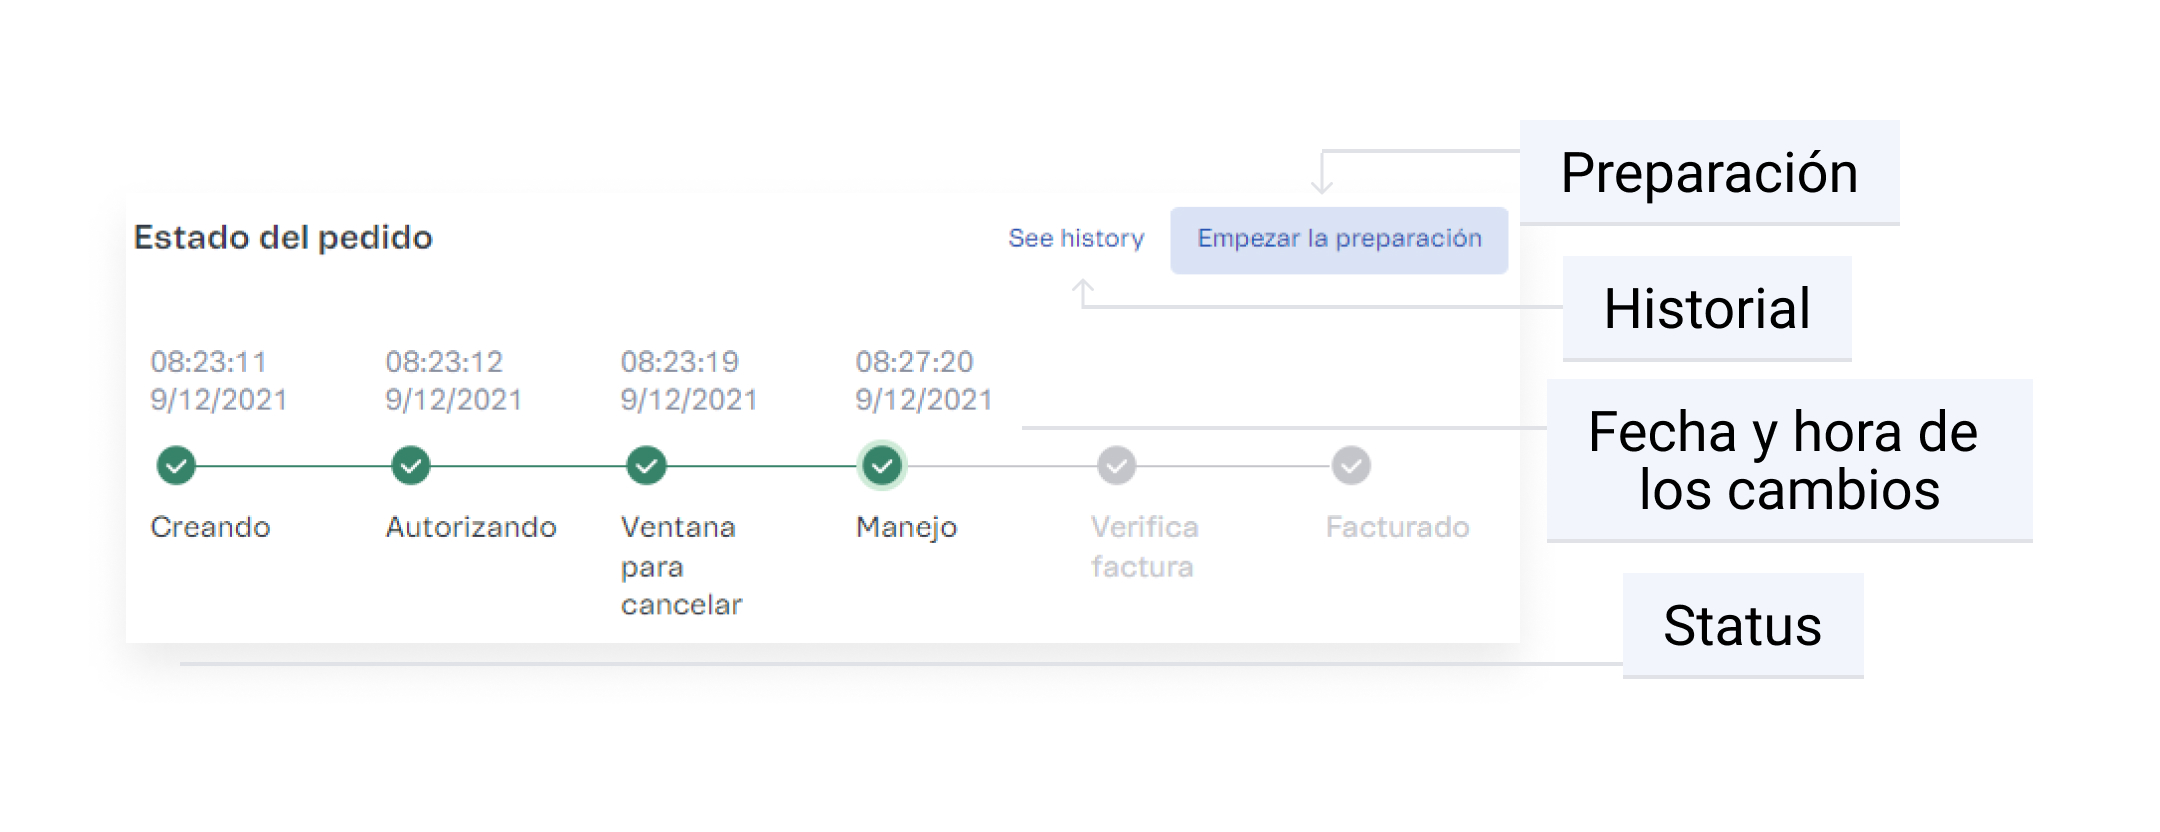 Preparación
Estado del pedido
See history
Empezar la preparación
Historial
08:23:11
9/12/2021
08:23:12
9/12/2021
08:23:19
9/12/2021
08:27:20
9/12/2021
Fecha y hora de
los cambios
Creando
Autorizando
Ventana
para
cancelar
Manejo
Verifica
factura
Facturado
Status